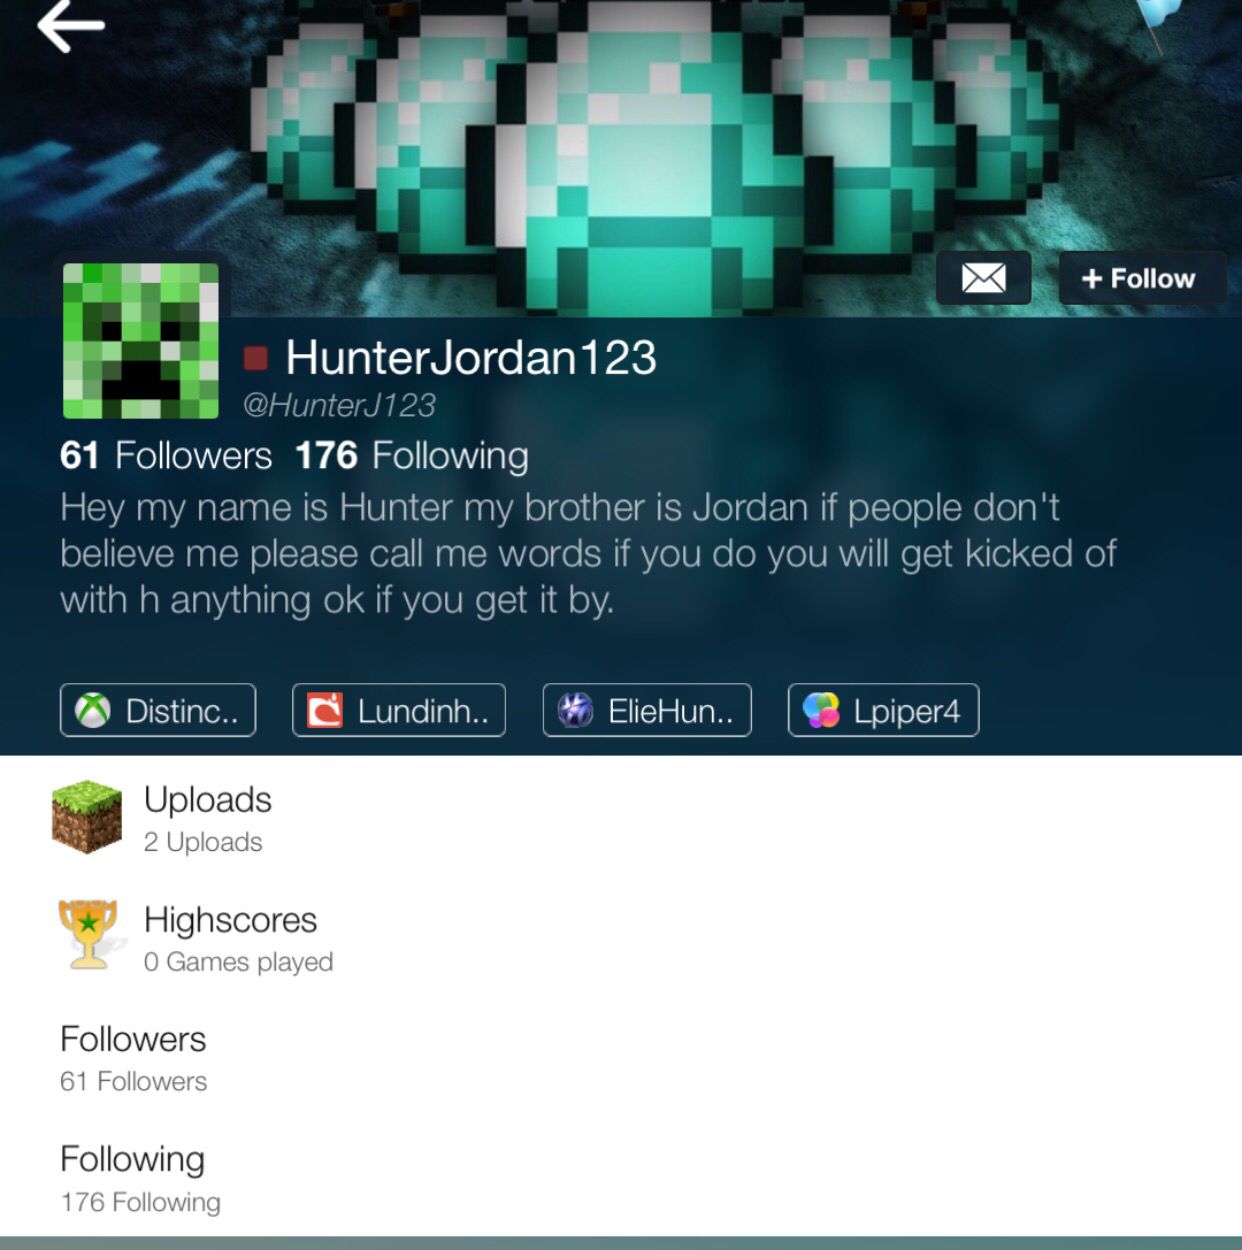 + Follow
HunterJordan123
@HunterJ123
61 Followers 176 Following
Hey my name is Hunter my brother is Jordan if people don't
believe me please call me words if you do you will get kicked of
with h anything ok if you get it by.
Distinc.. Lundinh.. ElieHun.. Lpiper4
Uploads
2 Uploads
Highscores
0 Games played
Followers
61 Followers
Following
176 Following